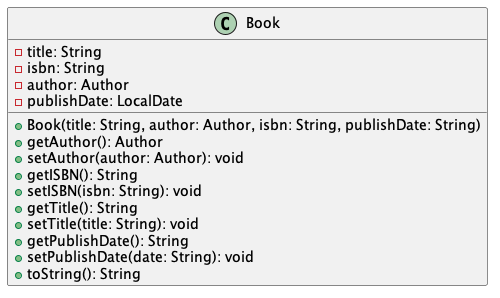 C Book
title: String
isbn: String
author: Author
publishDate: LocalDate
Book(title: String, author: Author, isbn: String, publishDate: String)
getAuthor(): Author
setAuthor(author: Author): void
getISBN(): String
setISBN(isbn: String): void
getTitle(): String
setTitle(title: String): void
getPublishDate(): String
setPublishDate(date: String): void
toString(): String